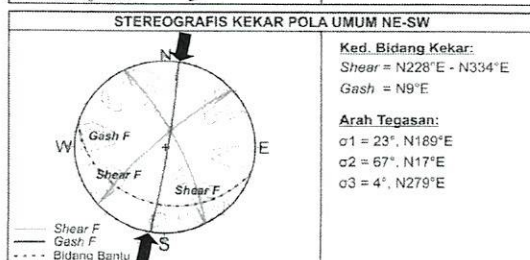 STEREOGRAFIS KEKAR POLA UMUM NE-SW
N
W
E
S
Gash F
Shear F
Shear F
Shear F
Gash F
Bidang Bantu
Ked. Bidang Kekar:
Shear = N228°E - N334°E
Gash = N9°E
Arah Tegasan:
σ1 = 23°, N189°E
σ2 = 67°, N17°E
σ3 = 4°, N279°E